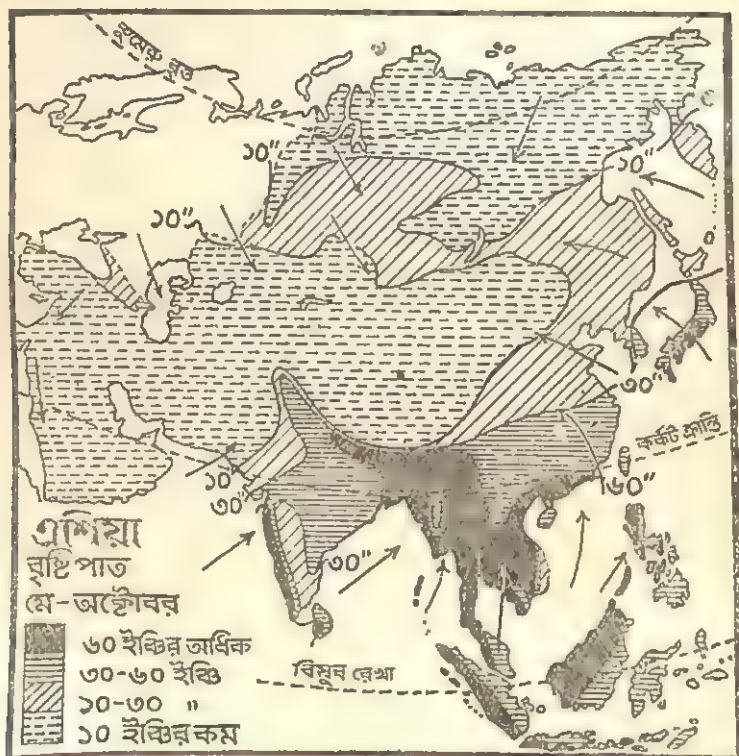 সুমেরু বৃত্ত
১০"
১০"
১০"
৩০"
কর্কট ক্রান্তি
১০"
৩০"
৬০"
৩০"
এশিয়া
বৃষ্টিপাত
মে-অক্টোবর
৬০ ইঞ্চির অধিক
৩০-৬০ ইঞ্চি
১০-৩০ "
১০ ইঞ্চির কম
বিষুব রেখা